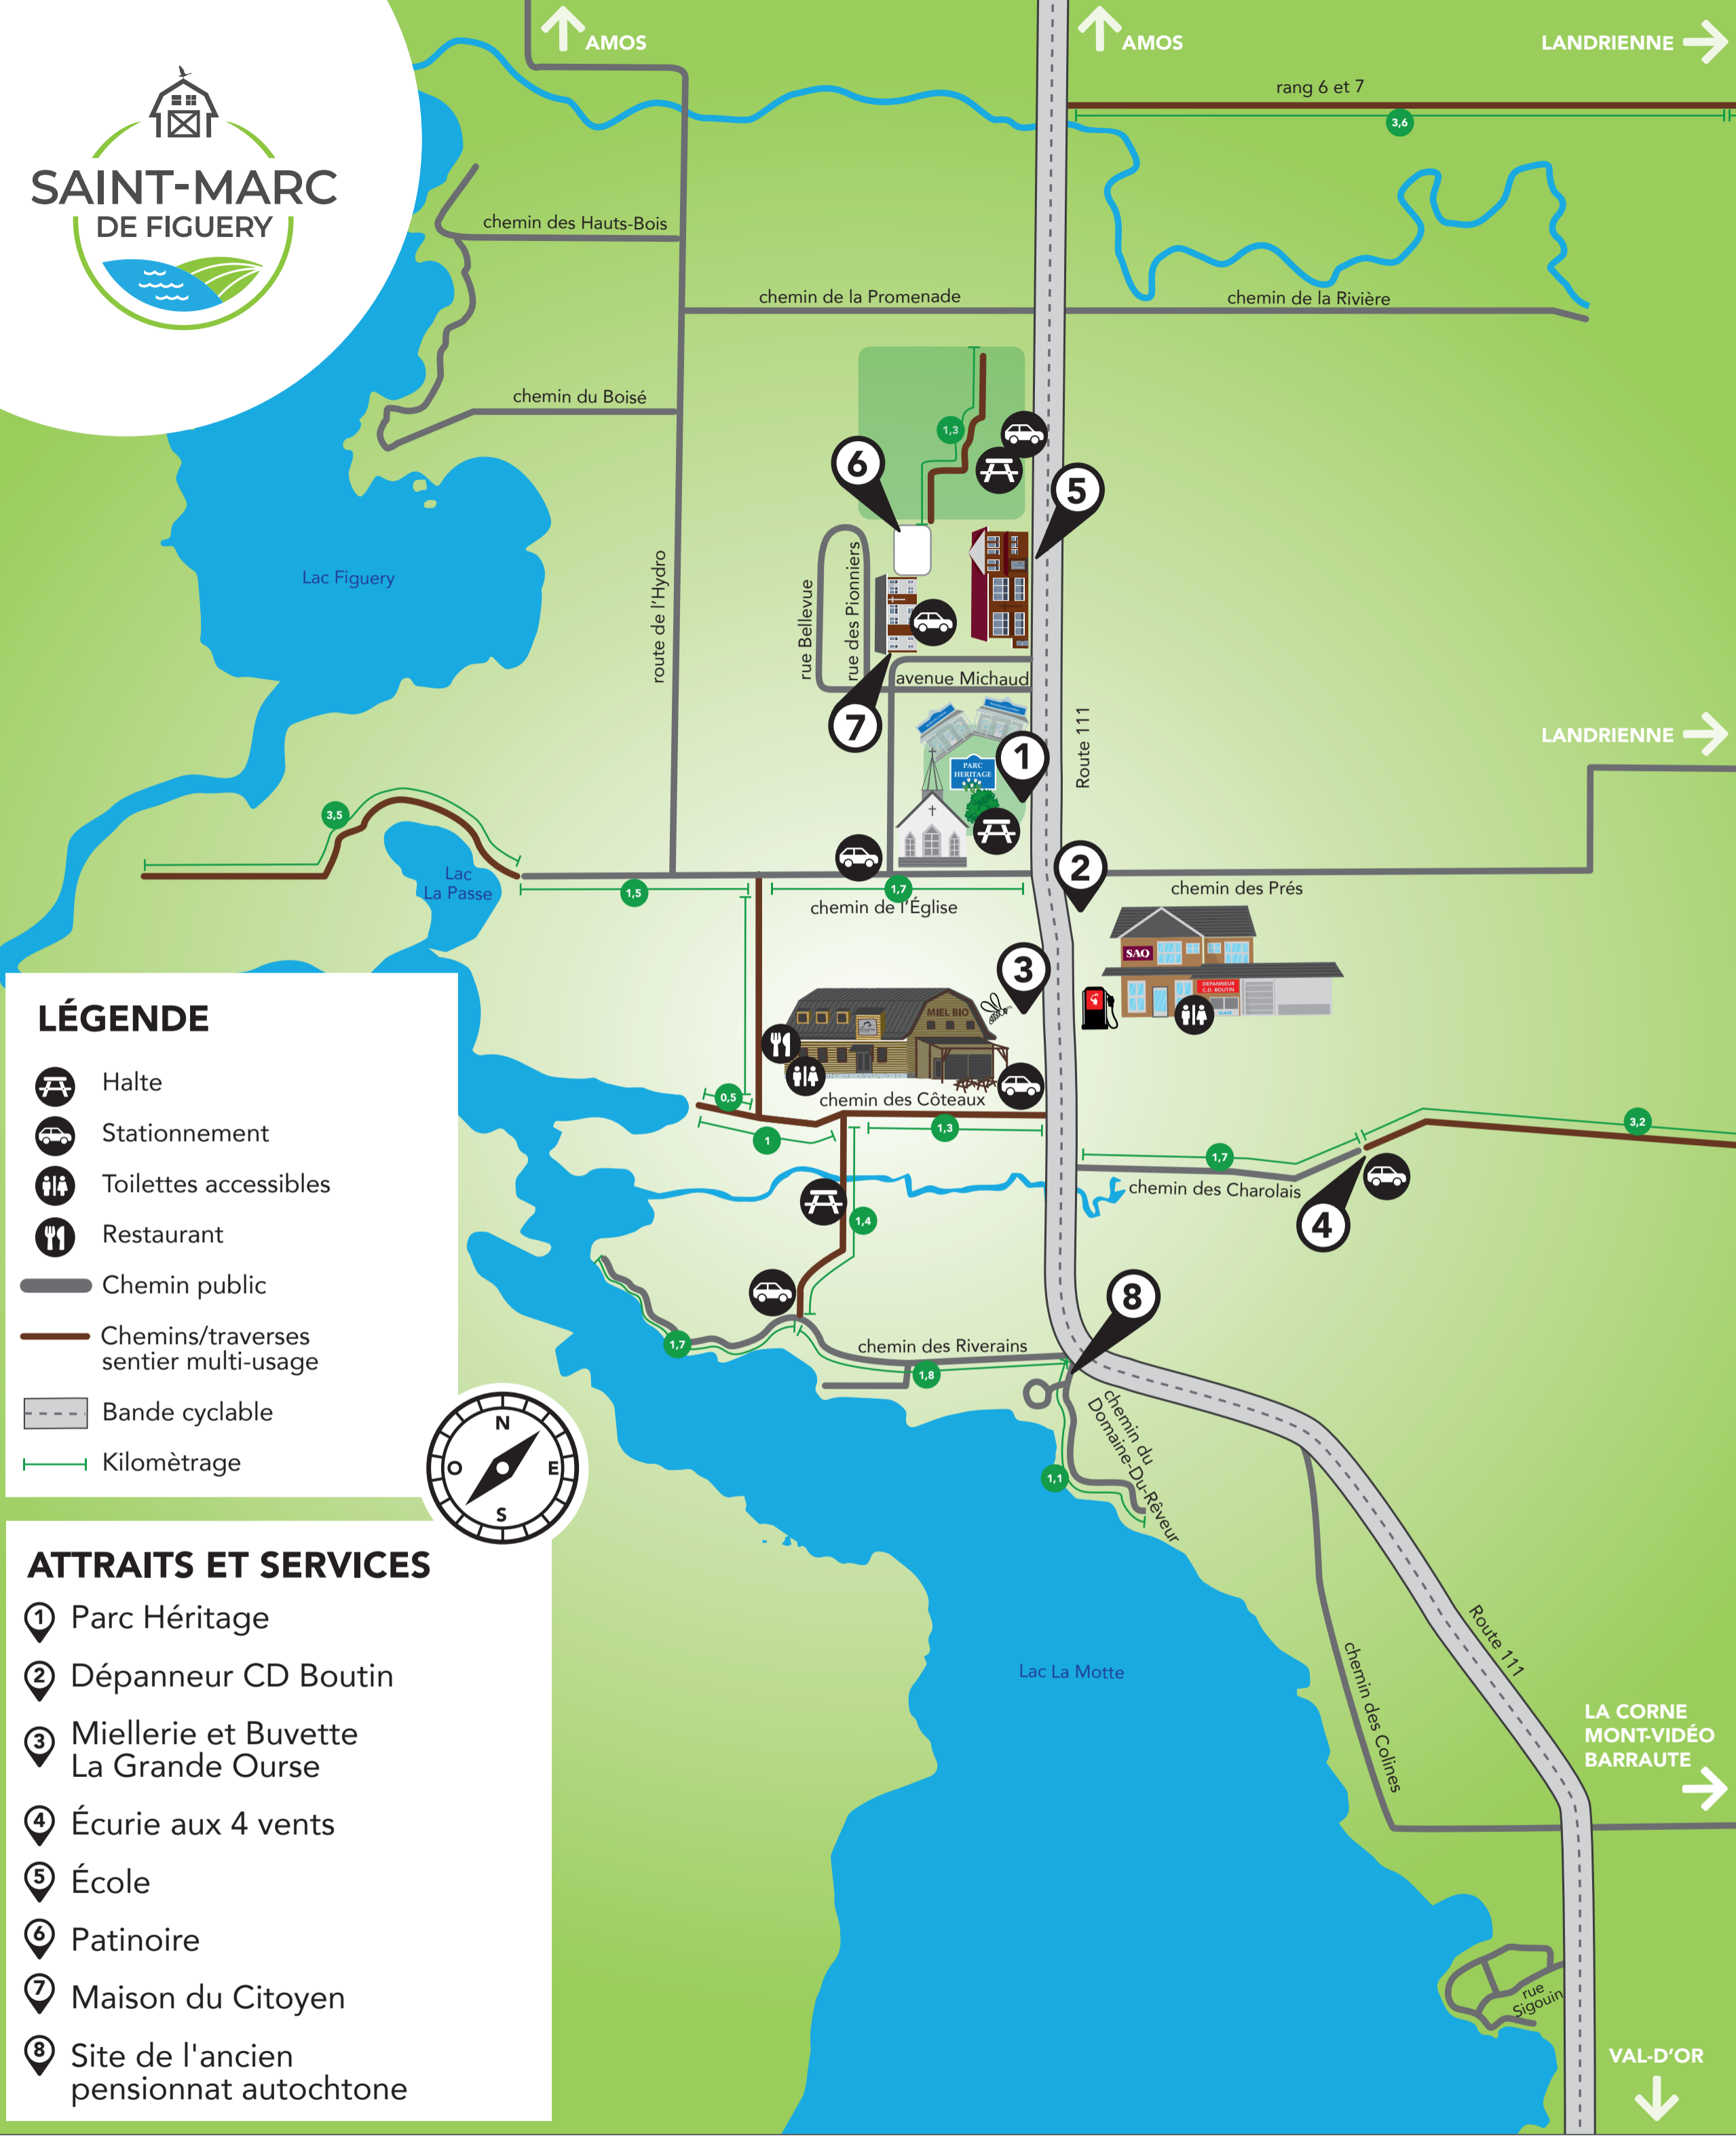 SAINT-MARC
DE FIGUERY
AMOS
AMOS
LANDRIENNE
rang 6 et 7
3,6
chemin des Hauts-Bois
chemin de la Promenade
chemin de la Rivière
chemin du Boisé
1,3
6
5
Lac Figuery
route de l'Hydro
rue Bellevue
rue des Pionniers
avenue Michaud
7
Route 111
LANDRIENNE
1
PARC
HERITAGE
3,5
Lac
La Passe
1,5
1,7
chemin de l'Église
2
chemin des Prés
SAQ
DEPANNEUR
C.D. BOUTIN
GLACE
3
MIEL BIO
chemin des Côteaux
0,5
1
1,3
1,7
3,2
chemin des Charolais
4
1,4
8
1,7
chemin des Riverains
1,8
chemin du
Domaine-Du-Rêveur
1,1
Lac La Motte
Route 111
chemin des Colines
LA CORNE
MONT-VIDÉO
BARRAUTE
rue
Sigouin
VAL-D'OR
LÉGENDE
Halte
Stationnement
Toilettes accessibles
Restaurant
Chemin public
Chemins/traverses
sentier multi-usage
Bande cyclable
Kilomètrage
N
O
E
S
ATTRAITS ET SERVICES
1 Parc Héritage
2 Dépanneur CD Boutin
3 Miellerie et Buvette
La Grande Ourse
4 Écurie aux 4 vents
5 École
6 Patinoire
7 Maison du Citoyen
8 Site de l'ancien
pensionnat autochtone